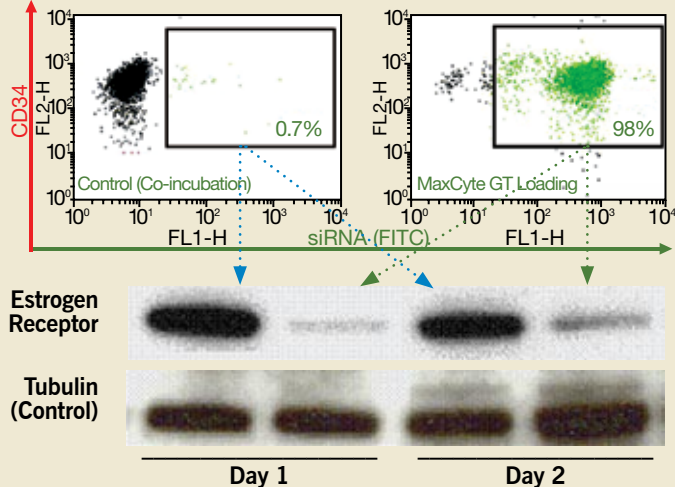 CD34
FL2-H
10⁴
10³
10²
10¹
10⁰
0.7%
Control (Co-incubation)
10⁰ 10¹ 10² 10³ 10⁴
FL1-H
FL2-H
10⁴
10³
10²
10¹
10⁰
98%
MaxCyte GT Loading
10⁰ 10¹ 10² 10³ 10⁴
FL1-H
siRNA (FITC)
Estrogen
Receptor
Tubulin
(Control)
Day 1
Day 2